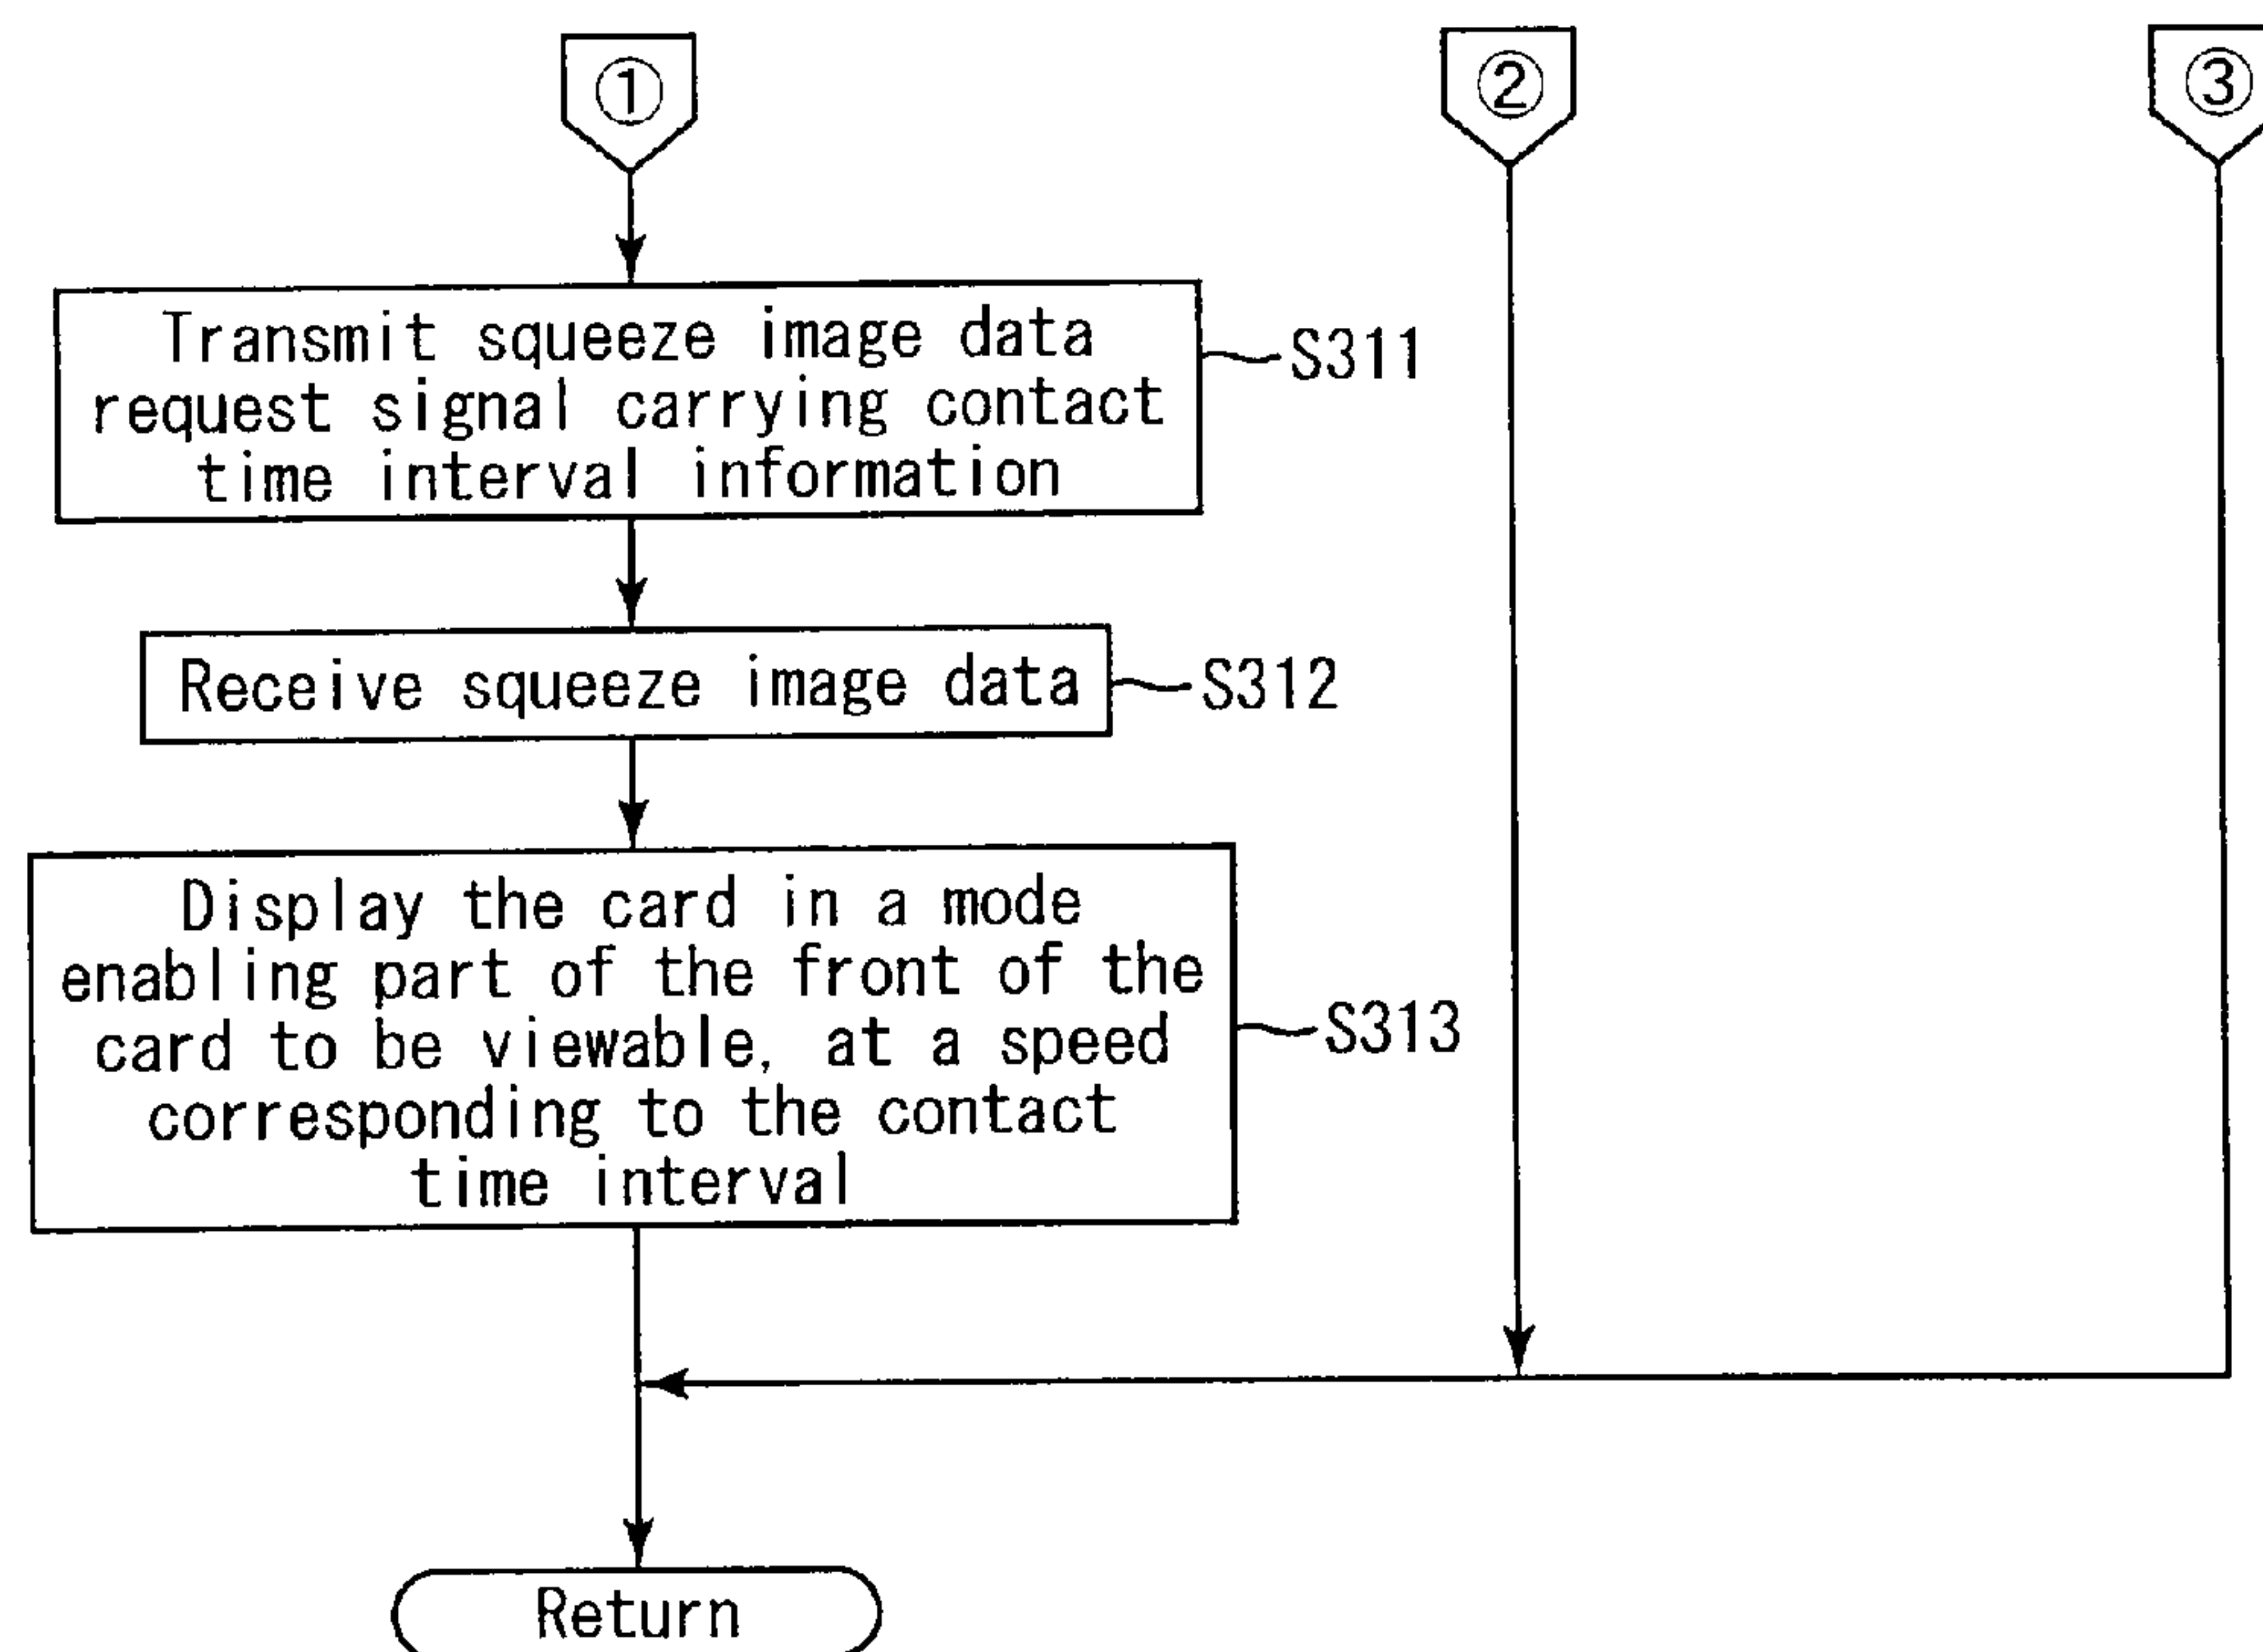 ① ② ③
Transmit squeeze image data
request signal carrying contact
time interval information
S311
Receive squeeze image data
S312
Display the card in a mode
enabling part of the front of the
card to be viewable, at a speed
corresponding to the contact
time interval
S313
Return